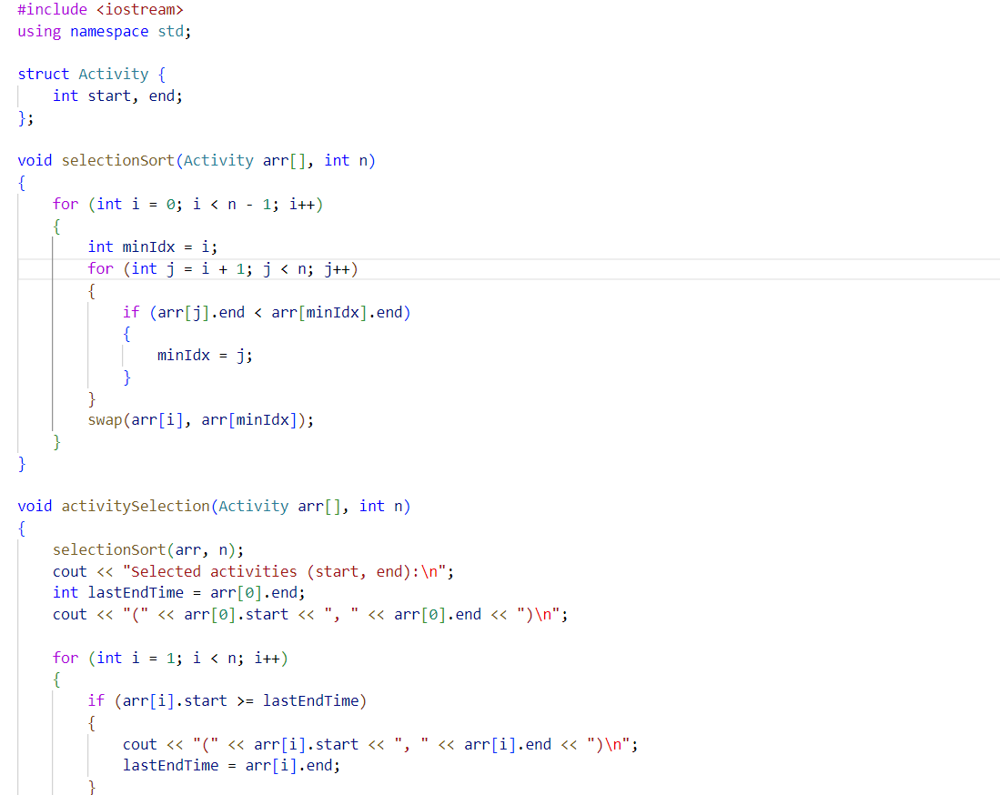 #include <iostream>
using namespace std;

struct Activity {
    int start, end;
};

void selectionSort(Activity arr[], int n)
{
    for (int i = 0; i < n - 1; i++)
    {
        int minIdx = i;
        for (int j = i + 1; j < n; j++)
        {
            if (arr[j].end < arr[minIdx].end)
            {
                minIdx = j;
            }
        }
        swap(arr[i], arr[minIdx]);
    }
}

void activitySelection(Activity arr[], int n)
{
    selectionSort(arr, n);
    cout << "Selected activities (start, end):\n";
    int lastEndTime = arr[0].end;
    cout << "(" << arr[0].start << ", " << arr[0].end << ")\n";

    for (int i = 1; i < n; i++)
    {
        if (arr[i].start >= lastEndTime)
        {
            cout << "(" << arr[i].start << ", " << arr[i].end << ")\n";
            lastEndTime = arr[i].end;
        }